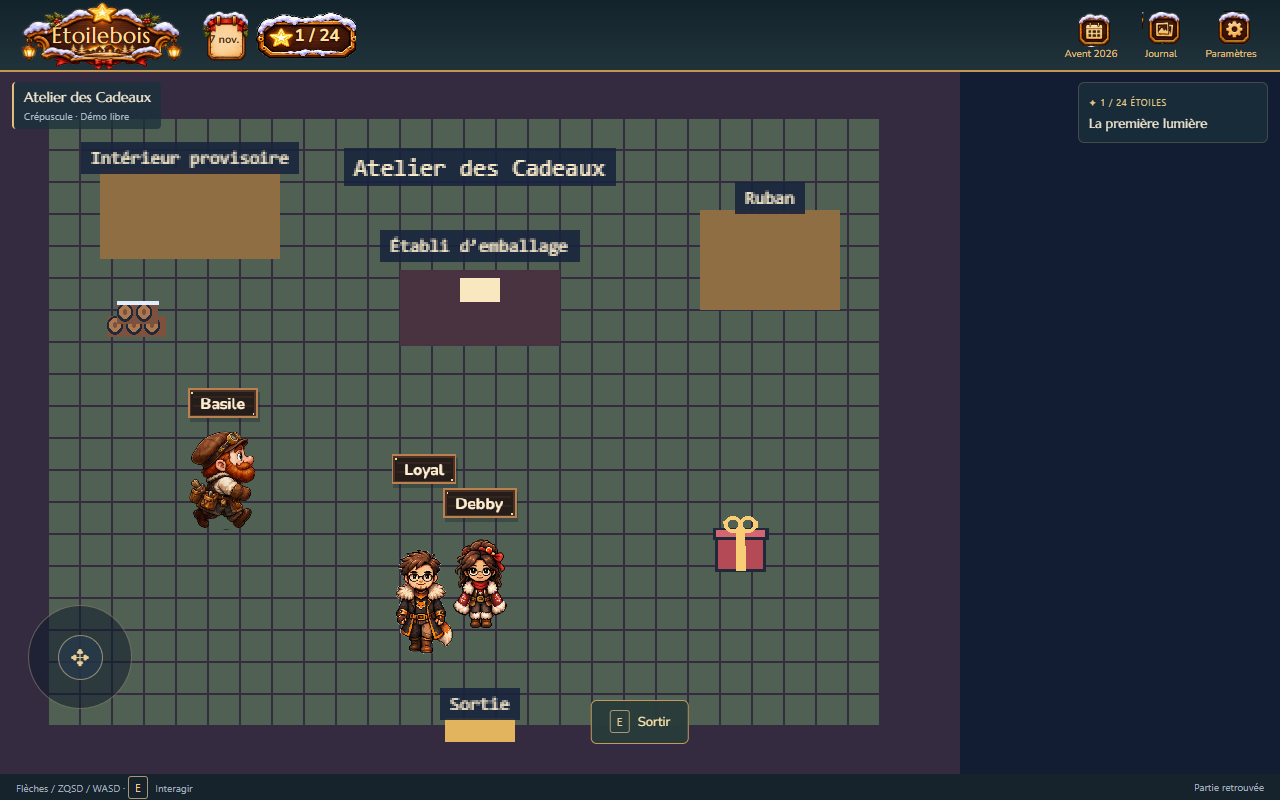 Étoilebois
7 nov.
1 / 24
Avent 2026
Journal
Paramètres
Atelier des Cadeaux
Crépuscule · Démo libre
✦ 1 / 24 ÉTOILES
La première lumière
Intérieur provisoire
Atelier des Cadeaux
Ruban
Établi d'emballage
Basile
Loyal
Debby
Sortie
E Sortir
Flèches / ZQSD / WASD · E Interagir
Partie retrouvée